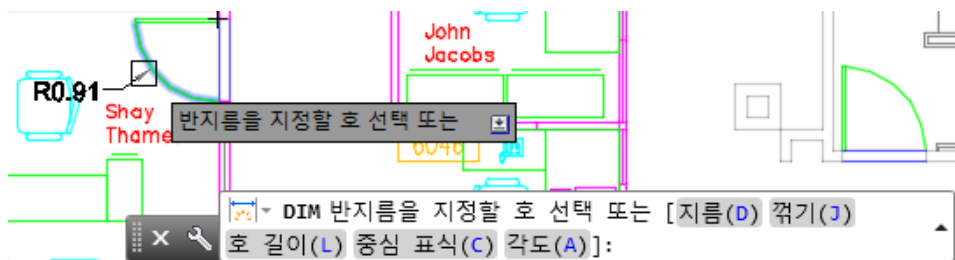 John
Jacobs
R0.91
Shay
Thame
반지름을 지정할 호 선택 또는
6046
DIM 반지름을 지정할 호 선택 또는 [지름(D) 꺾기(J)
호 길이(L) 중심 표식(C) 각도(A)]: